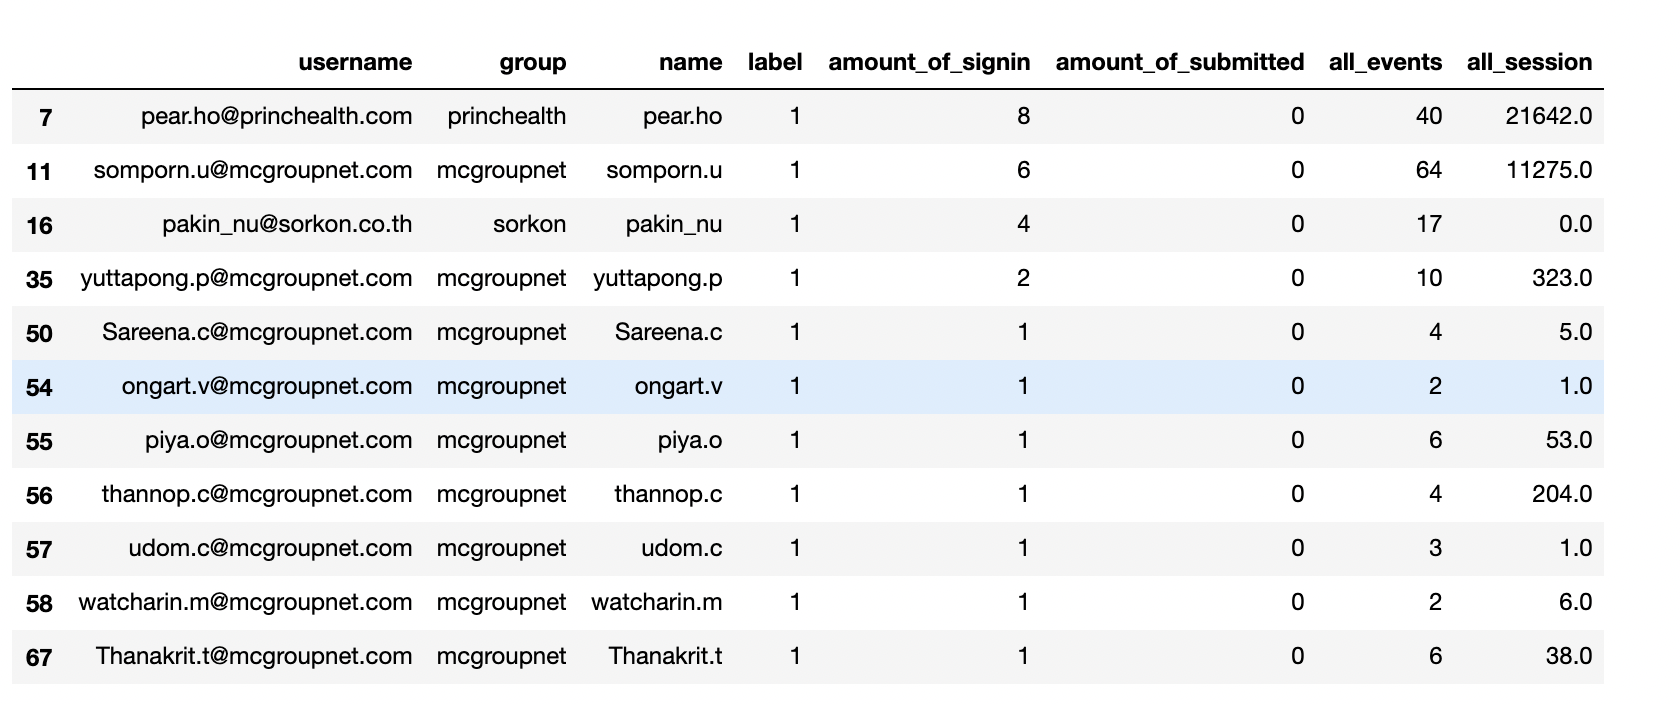 username group name label amount_of_signin amount_of_submitted all_events all_session
7 pear.ho@princhealth.com princhealth pear.ho 1 8 0 40 21642.0
11 somporn.u@mcgroupnet.com mcgroupnet somporn.u 1 6 0 64 11275.0
16 pakin_nu@sorkon.co.th sorkon pakin_nu 1 4 0 17 0.0
35 yuttapong.p@mcgroupnet.com mcgroupnet yuttapong.p 1 2 0 10 323.0
50 Sareena.c@mcgroupnet.com mcgroupnet Sareena.c 1 1 0 4 5.0
54 ongart.v@mcgroupnet.com mcgroupnet ongart.v 1 1 0 2 1.0
55 piya.o@mcgroupnet.com mcgroupnet piya.o 1 1 0 6 53.0
56 thannop.c@mcgroupnet.com mcgroupnet thannop.c 1 1 0 4 204.0
57 udom.c@mcgroupnet.com mcgroupnet udom.c 1 1 0 3 1.0
58 watcharin.m@mcgroupnet.com mcgroupnet watcharin.m 1 1 0 2 6.0
67 Thanakrit.t@mcgroupnet.com mcgroupnet Thanakrit.t 1 1 0 6 38.0